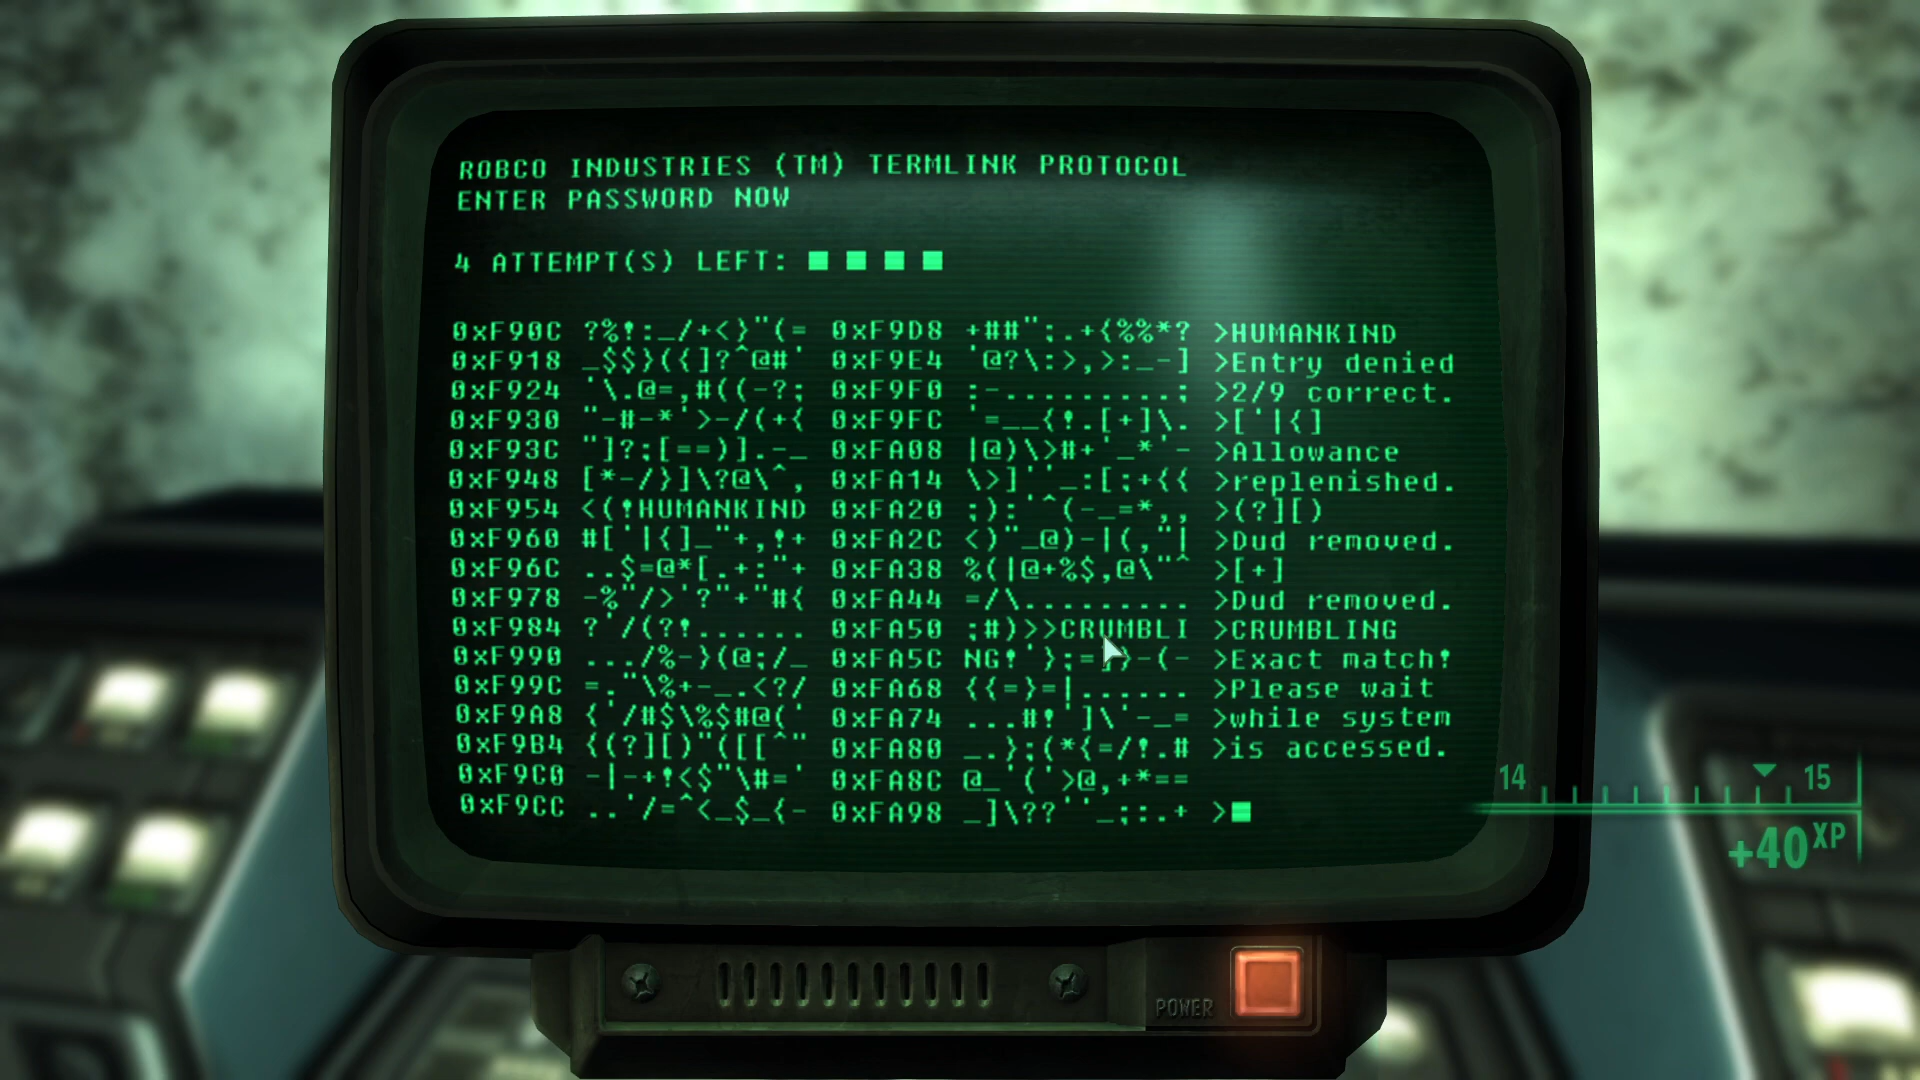 ROBCO INDUSTRIES (TM) TERMLINK PROTOCOL
ENTER PASSWORD NOW
4 ATTEMPT(S) LEFT: ■ ■ ■ ■
0xF90C ?%!:_/+<}"(= 0xF9D8 +##";.+{%%*? >HUMANKIND
0xF918 _$$}({]?^@#' 0xF9E4 '@?\:>,>:_-] >Entry denied
0xF924 '\.@=,#((-?; 0xF9F0 :-.........; >2/9 correct.
0xF930 "-#-*'>-/(+{ 0xF9FC '=__{!.[+]\. >['|{]
0xF93C "]?;[==)].-_ 0xFA08 |@)\>#+'_*'- >Allowance
0xF948 [*-/}]\?@\^, 0xFA14 \>]''_:[;+{{ >replenished.
0xF954 <(!HUMANKIND 0xFA20 ;):'^(-_=*,, >(?][)
0xF960 #['|{]_"+,!+ 0xFA2C <)"_@)-|(,"| >Dud removed.
0xF96C ..$=@*[.+:"+ 0xFA38 %(|@+%$,@\"^ >[+]
0xF978 -%"/>'?"+"#{ 0xFA44 =/\......... >Dud removed.
0xF984 ?'/(?!...... 0xFA50 ;#)>>CRUMBLI >CRUMBLING
0xF990 .../%-}(@;/_ 0xFA5C NG!'};=]}-(- >Exact match!
0xF99C =."\%+-_.<?/ 0xFA68 {{=}=|...... >Please wait
0xF9A8 {'/#$\%$#@(' 0xFA74 ...#!']\'-_= >while system
0xF9B4 {(?][)"([[^" 0xFA80 _.};(*{=/!.# >is accessed.
0xF9C0 -|-+!<$"\#=' 0xFA8C @_'('>@,+*==
0xF9CC ..'/=^<_$_{- 0xFA98 _]\??''_;:.+ >■
14 15
+40 XP
POWER